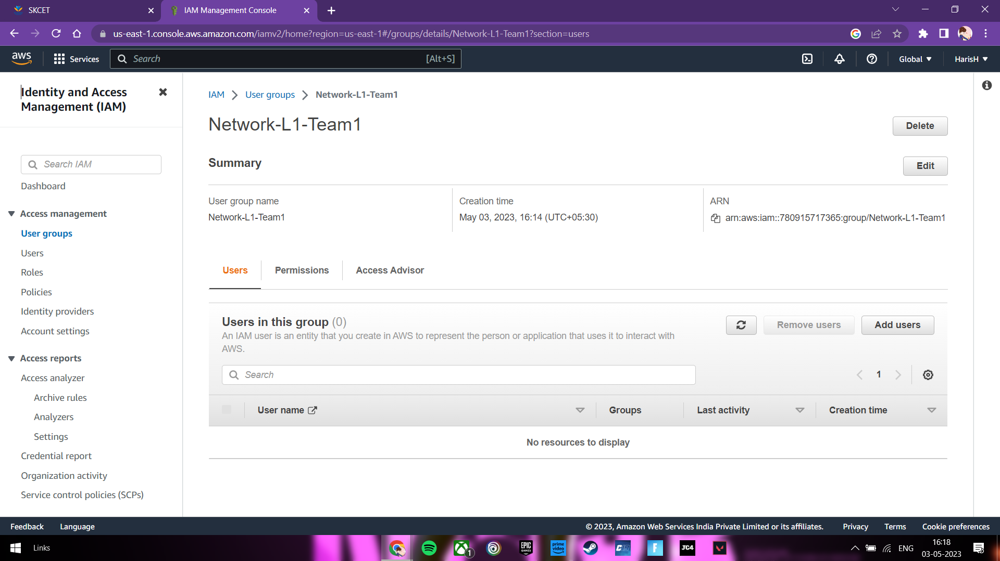 SKCET
IAM Management Console
us-east-1.console.aws.amazon.com/iamv2/home?region=us-east-1#/groups/details/Network-L1-Team1?section=users
aws
Services
Search
[Alt+S]
Global
HarisH
Identity and Access
Management (IAM)
Search IAM
Dashboard
Access management
User groups
Users
Roles
Policies
Identity providers
Account settings
Access reports
Access analyzer
Archive rules
Analyzers
Settings
Credential report
Organization activity
Service control policies (SCPs)
IAM
User groups
Network-L1-Team1
Network-L1-Team1
Delete
Summary
Edit
User group name
Network-L1-Team1
Creation time
May 03, 2023, 16:14 (UTC+05:30)
ARN
arn:aws:iam::780915717365:group/Network-L1-Team1
Users
Permissions
Access Advisor
Users in this group (0)
An IAM user is an entity that you create in AWS to represent the person or application that uses it to interact with
AWS.
Remove users
Add users
Search
1
User name
Groups
Last activity
Creation time
No resources to display
Feedback
Language
© 2023, Amazon Web Services India Private Limited or its affiliates.
Privacy
Terms
Cookie preferences
Links
1
EPIC
GAMES
prime
video
F
JC4
ENG
16:18
03-05-2023